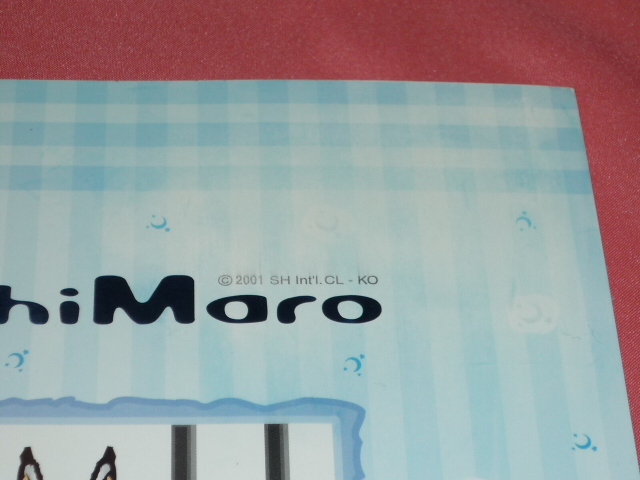 © 2001 SH Int'l. CL - KO
hiMaro